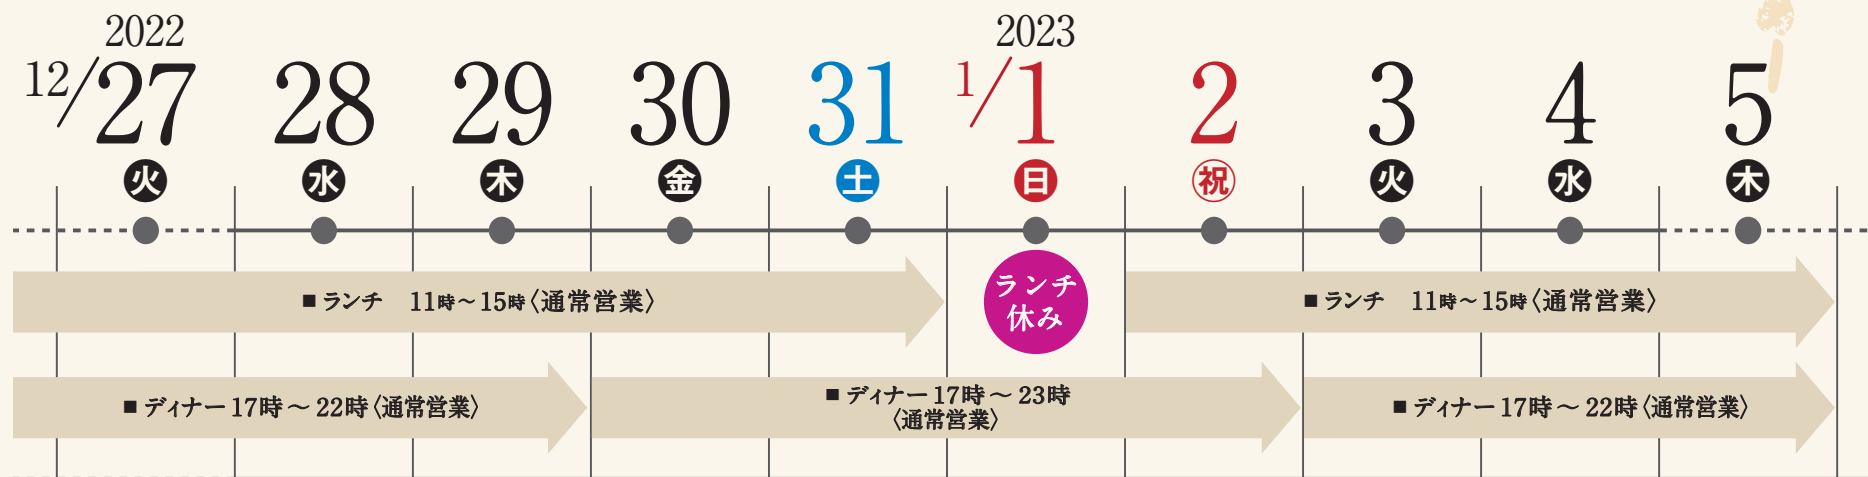 2022
2023
12/27 28 29 30 31 1/1 2 3 4 5
火 水 木 金 土 日 祝 火 水 木
■ランチ 11時〜15時〈通常営業〉
ランチ
休み
■ランチ 11時〜15時〈通常営業〉
■ディナー17時〜22時〈通常営業〉
■ディナー17時〜23時
〈通常営業〉
■ディナー17時〜22時〈通常営業〉